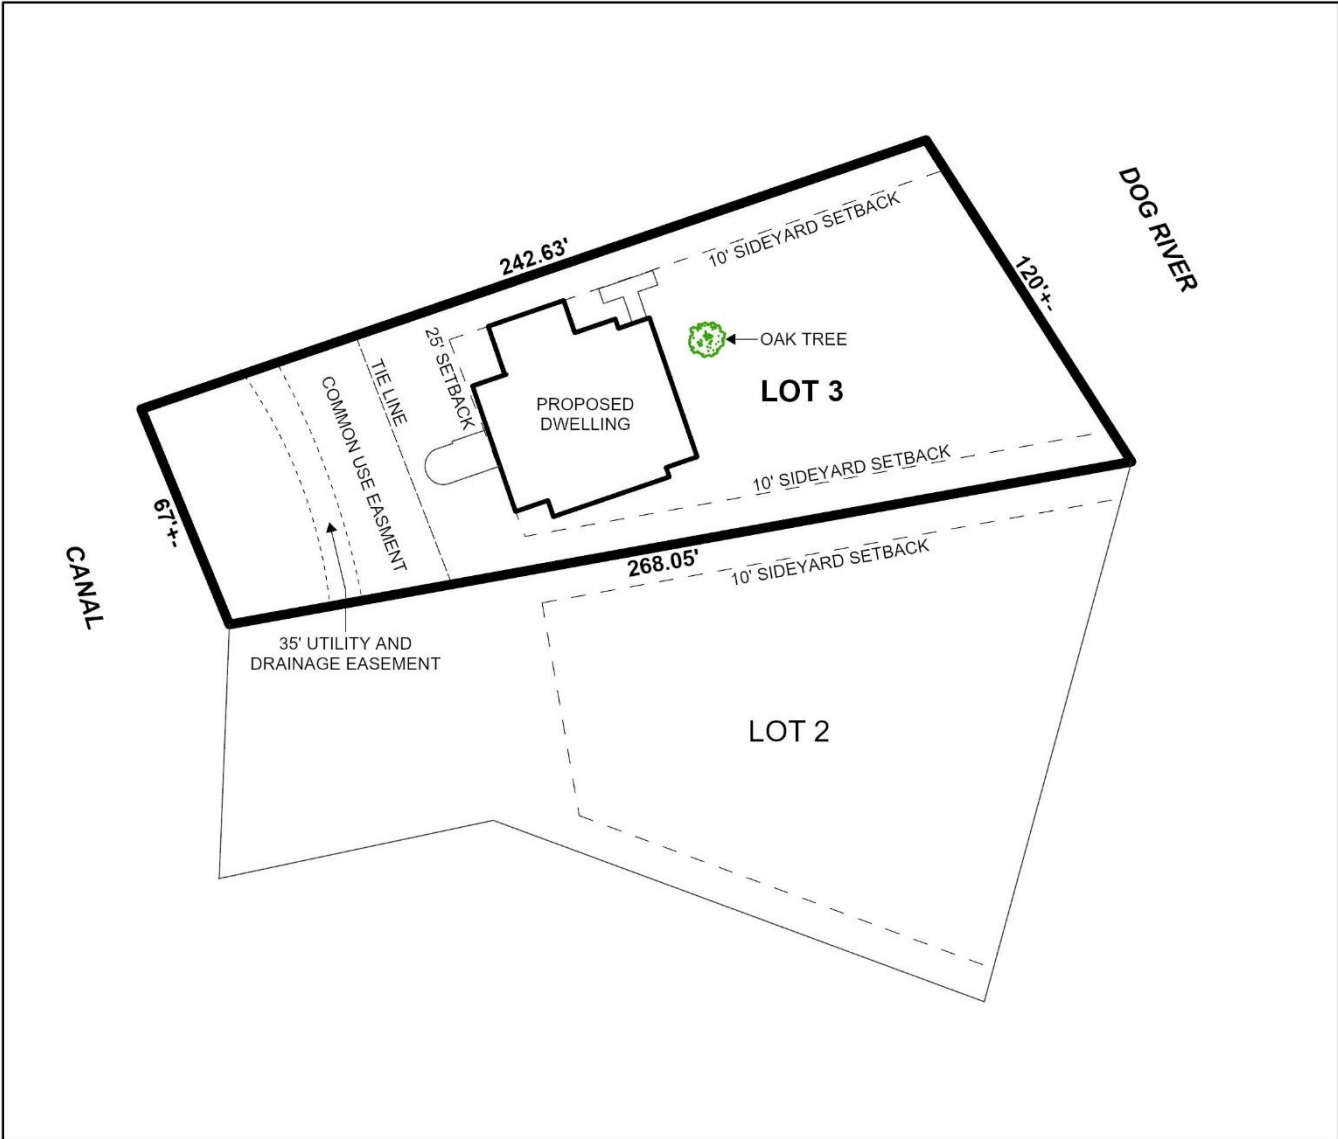 DOG RIVER
10' SIDEYARD SETBACK
242.63'
120'+-
25' SETBACK
OAK TREE
TIE LINE
LOT 3
COMMON USE EASMENT
PROPOSED
DWELLING
10' SIDEYARD SETBACK
67'+-
CANAL
268.05'
10' SIDEYARD SETBACK
35' UTILITY AND
DRAINAGE EASEMENT
LOT 2